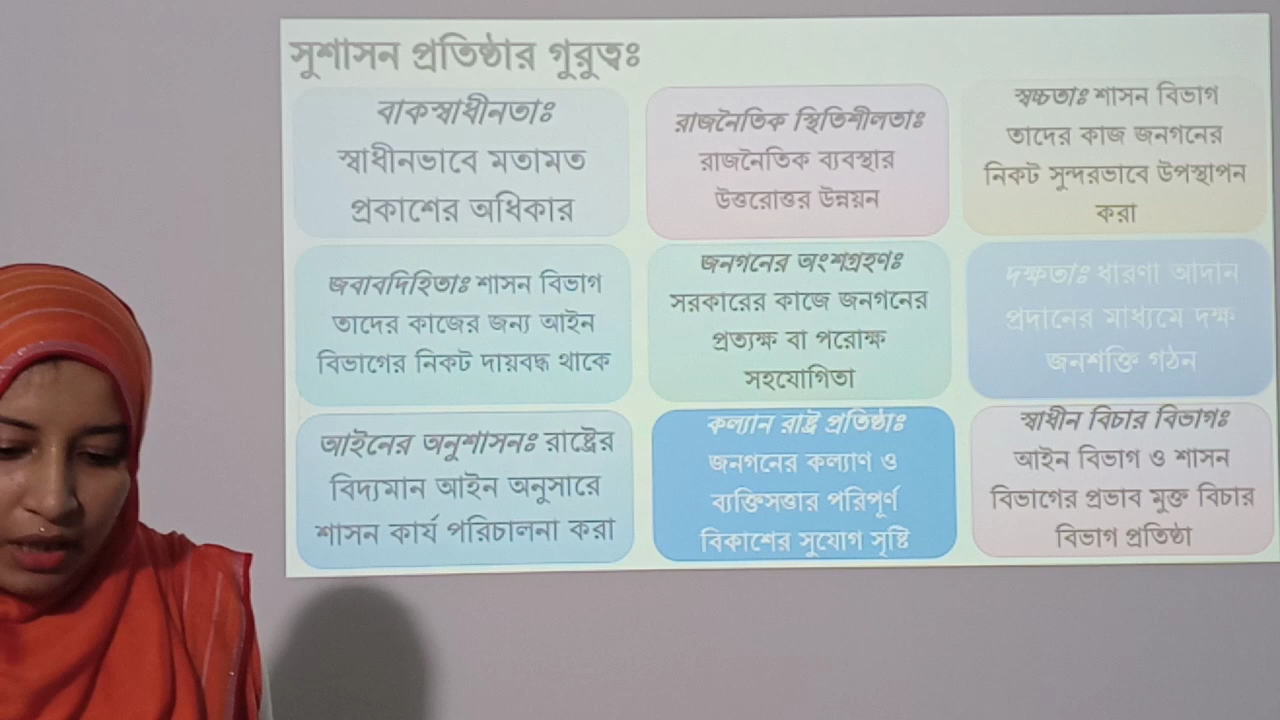 সুশাসন প্রতিষ্ঠার গুরুত্বঃ
বাকস্বাধীনতাঃ
স্বাধীনভাবে মতামত
প্রকাশের অধিকার
রাজনৈতিক স্থিতিশীলতাঃ
রাজনৈতিক ব্যবস্থার
উত্তরোত্তর উন্নয়ন
স্বচ্চতাঃ শাসন বিভাগ
তাদের কাজ জনগনের
নিকট সুন্দরভাবে উপস্থাপন
করা
জবাবদিহিতাঃ শাসন বিভাগ
তাদের কাজের জন্য আইন
বিভাগের নিকট দায়বদ্ধ থাকে
জনগনের অংশগ্রহণঃ
সরকারের কাজে জনগনের
প্রত্যক্ষ বা পরোক্ষ
সহযোগিতা
দক্ষতাঃ ধারণা আদান
প্রদানের মাধ্যমে দক্ষ
জনশক্তি গঠন
আইনের অনুশাসনঃ রাষ্ট্রের
বিদ্যমান আইন অনুসারে
শাসন কার্য পরিচালনা করা
কল্যান রাষ্ট্র প্রতিষ্ঠাঃ
জনগনের কল্যাণ ও
ব্যক্তিসত্তার পরিপূর্ণ
বিকাশের সুযোগ সৃষ্টি
স্বাধীন বিচার বিভাগঃ
আইন বিভাগ ও শাসন
বিভাগের প্রভাব মুক্ত বিচার
বিভাগ প্রতিষ্ঠা